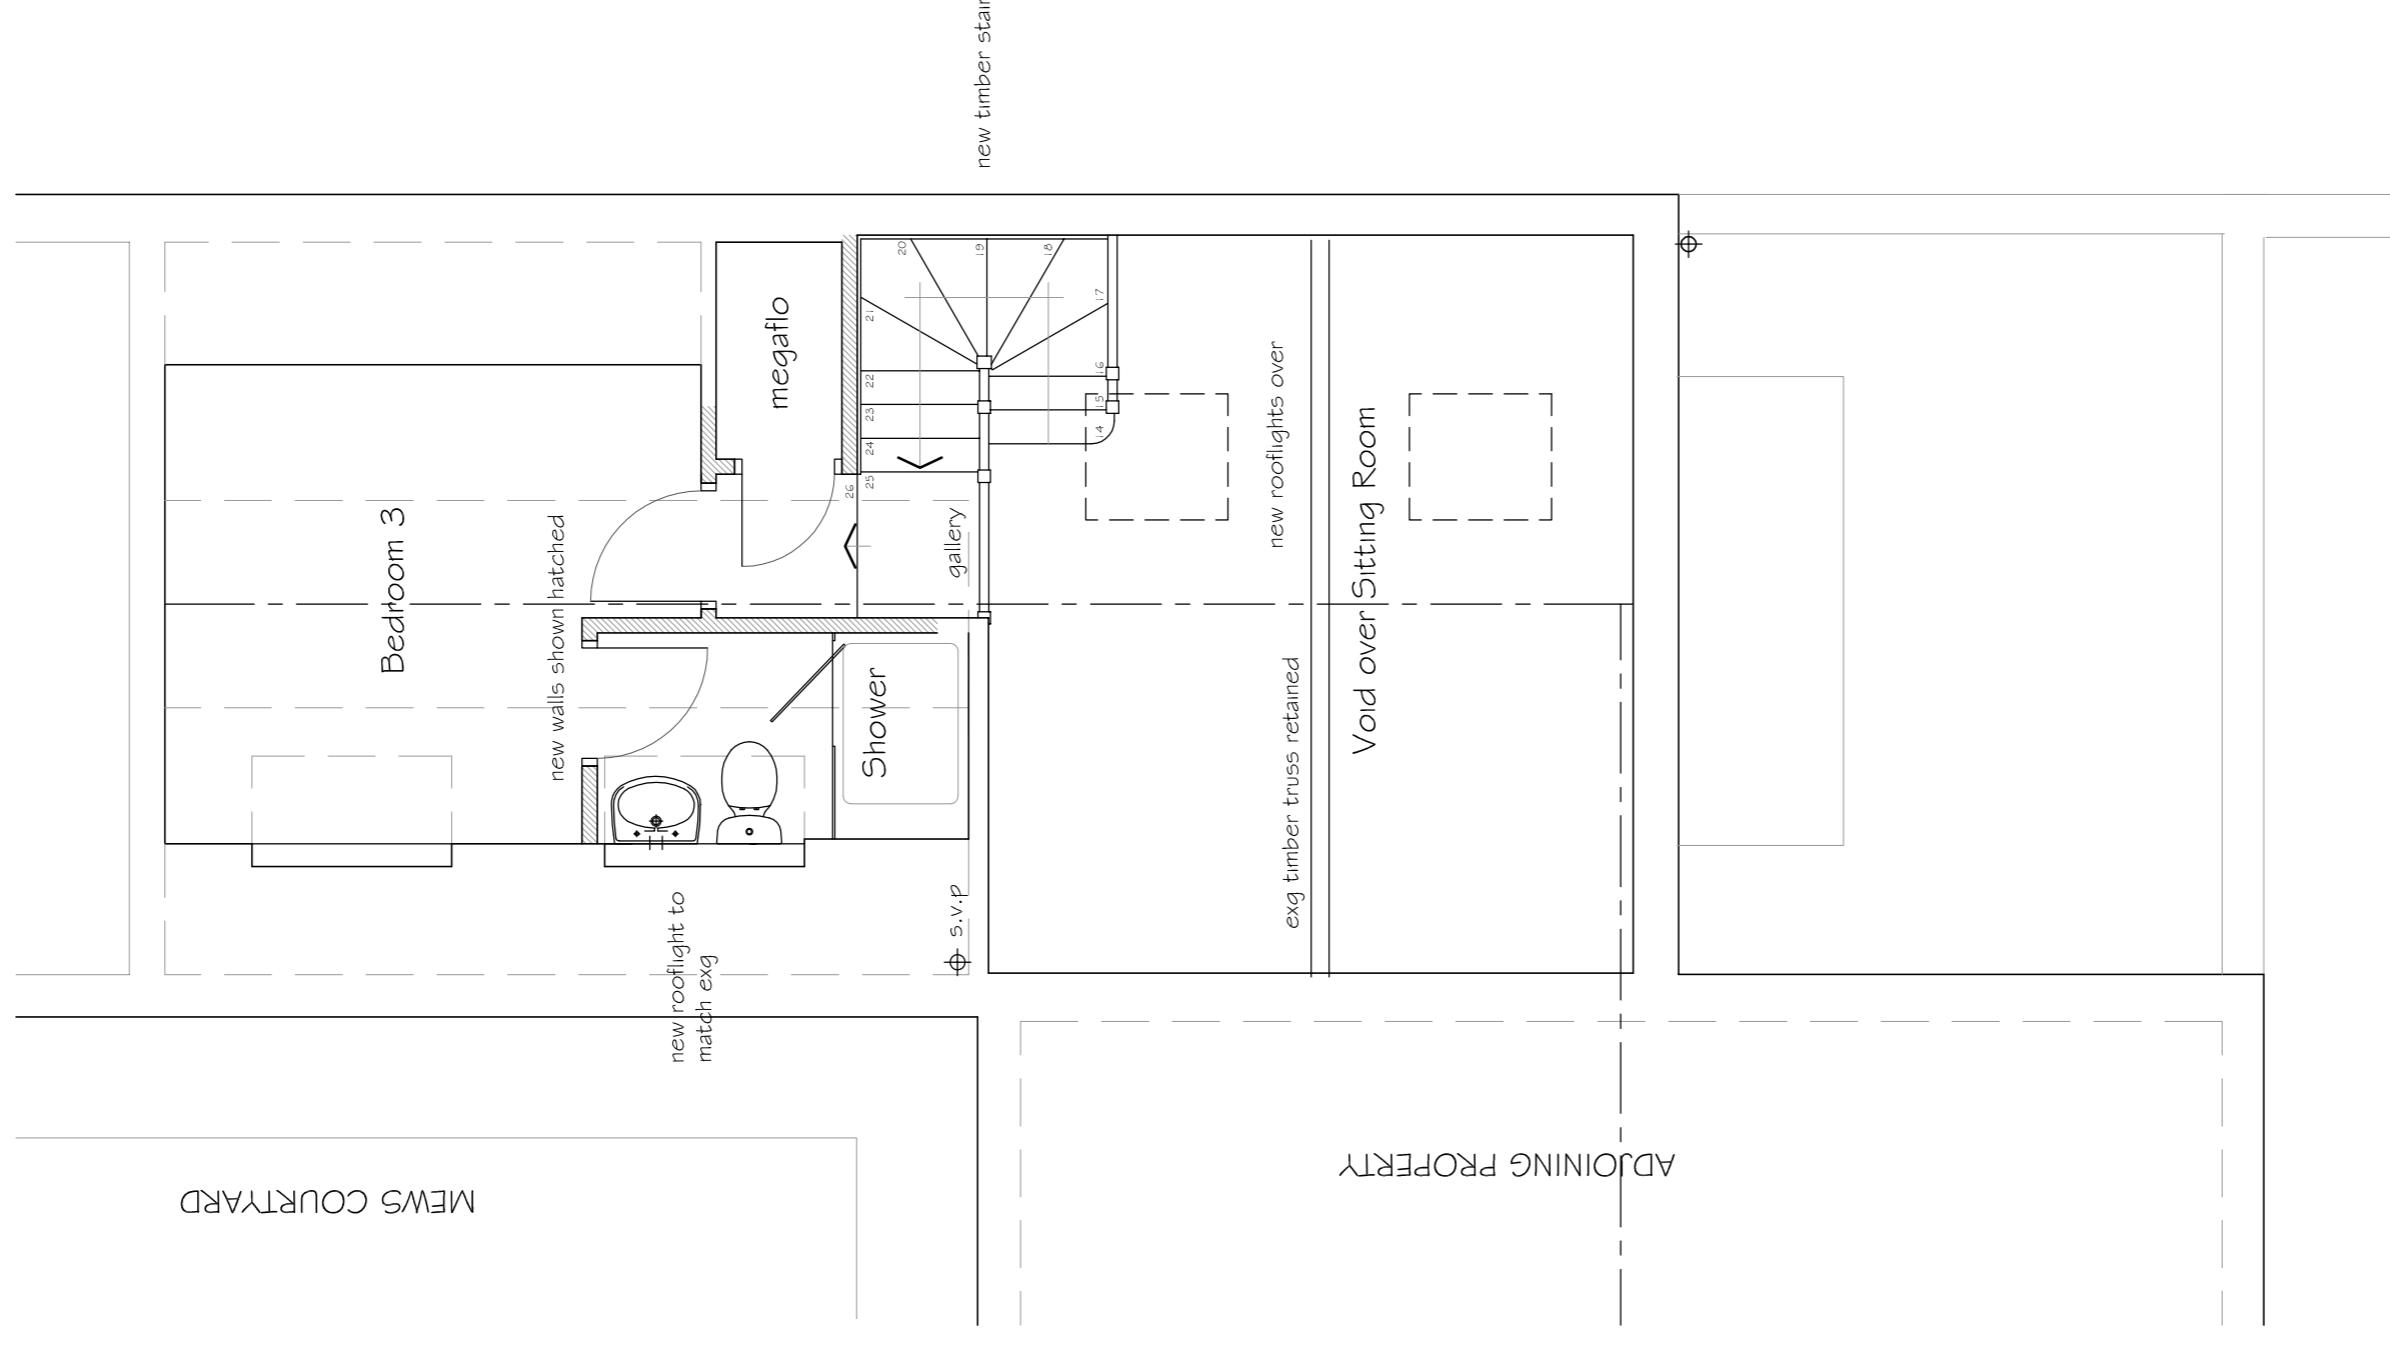 new timber stair
megaflo
20
19
18
17
21
16
22
15
23
14
24
25
26
gallery
new rooflights over
Void over Sitting Room
exg timber truss retained
Bedroom 3
new walls shown hatched
Shower
s.v.p
new rooflight to
match exg
MEWS COURTYARD
ADJOINING PROPERTY